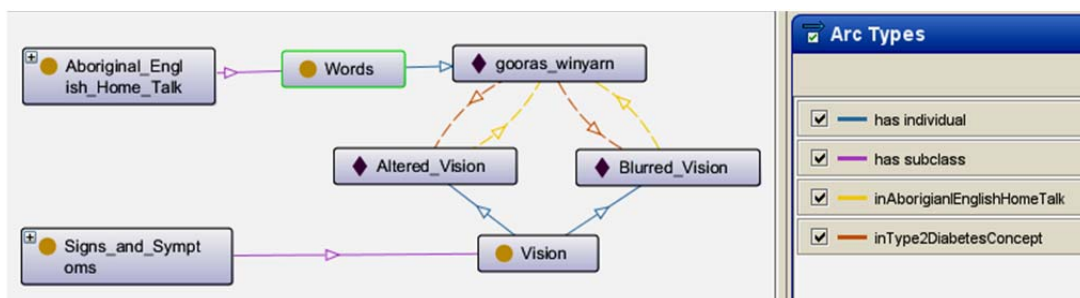 Aboriginal_Engl
ish_Home_Talk
Words
gooras_winyarn
Altered_Vision
Blurred_Vision
Signs_and_Sympt
oms
Vision
Arc Types
has individual
has subclass
inAborigianlEnglishHomeTalk
inType2DiabetesConcept